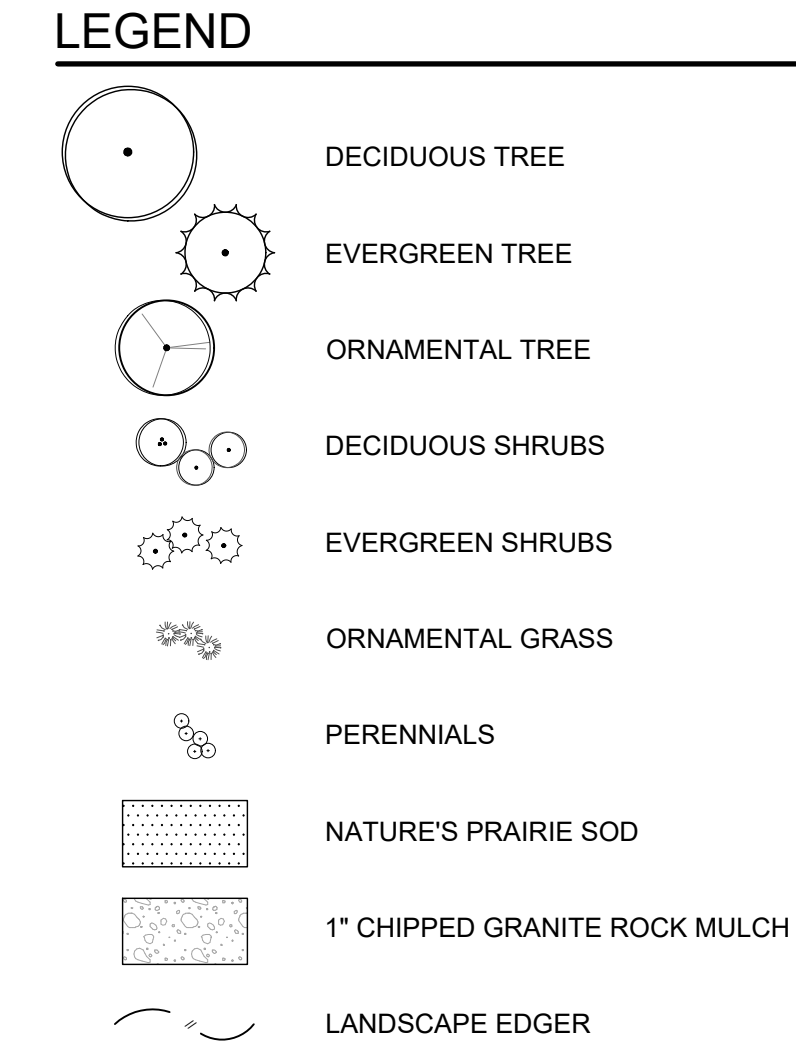 LEGEND
DECIDUOUS TREE
EVERGREEN TREE
ORNAMENTAL TREE
DECIDUOUS SHRUBS
EVERGREEN SHRUBS
ORNAMENTAL GRASS
PERENNIALS
NATURE'S PRAIRIE SOD
1" CHIPPED GRANITE ROCK MULCH
LANDSCAPE EDGER